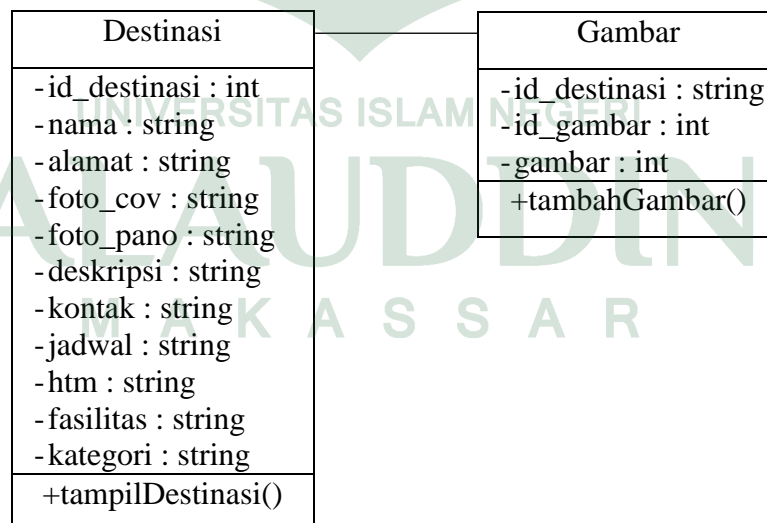 Destinasi
-id_destinasi : int
-nama : string
-alamat : string
-foto_cov : string
-foto_pano : string
-deskripsi : string
-kontak : string
-jadwal : string
-htm : string
-fasilitas : string
-kategori : string
+tampilDestinasi()
Gambar
-id_destinasi : string
-id_gambar : int
-gambar : int
+tambahGambar()
UNIVERSITAS ISLAM NEGERI
ALAUDDIN
MAKASSAR